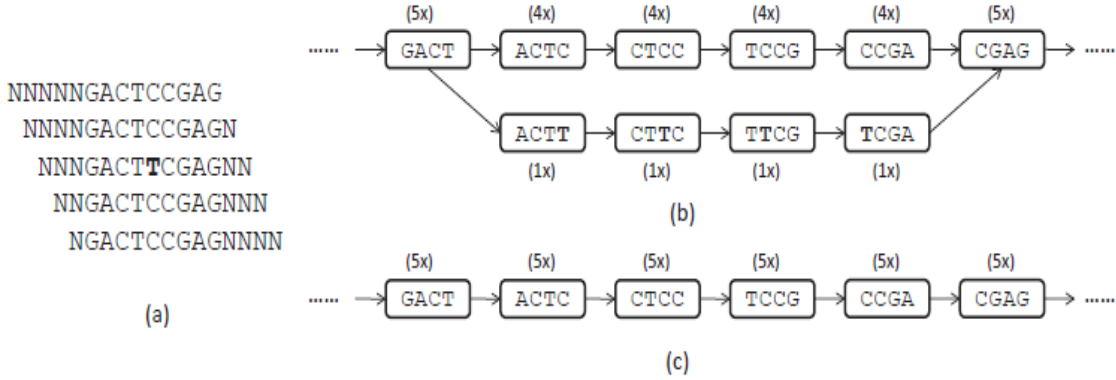 NNNNNGACTCCGAG
NNNNGACTCCGAGN
NNNGACTTCGAGNN
NNGACTCCGAGNNN
NGACTCCGAGNNNN
(a)
(5x) (4x) (4x) (4x) (4x) (5x)
...... GACT ACTC CTCC TCCG CCGA CGAG ......
ACTT CTTC TTCG TCGA
(1x) (1x) (1x) (1x)
(b)
(5x) (5x) (5x) (5x) (5x) (5x)
...... GACT ACTC CTCC TCCG CCGA CGAG ......
(c)